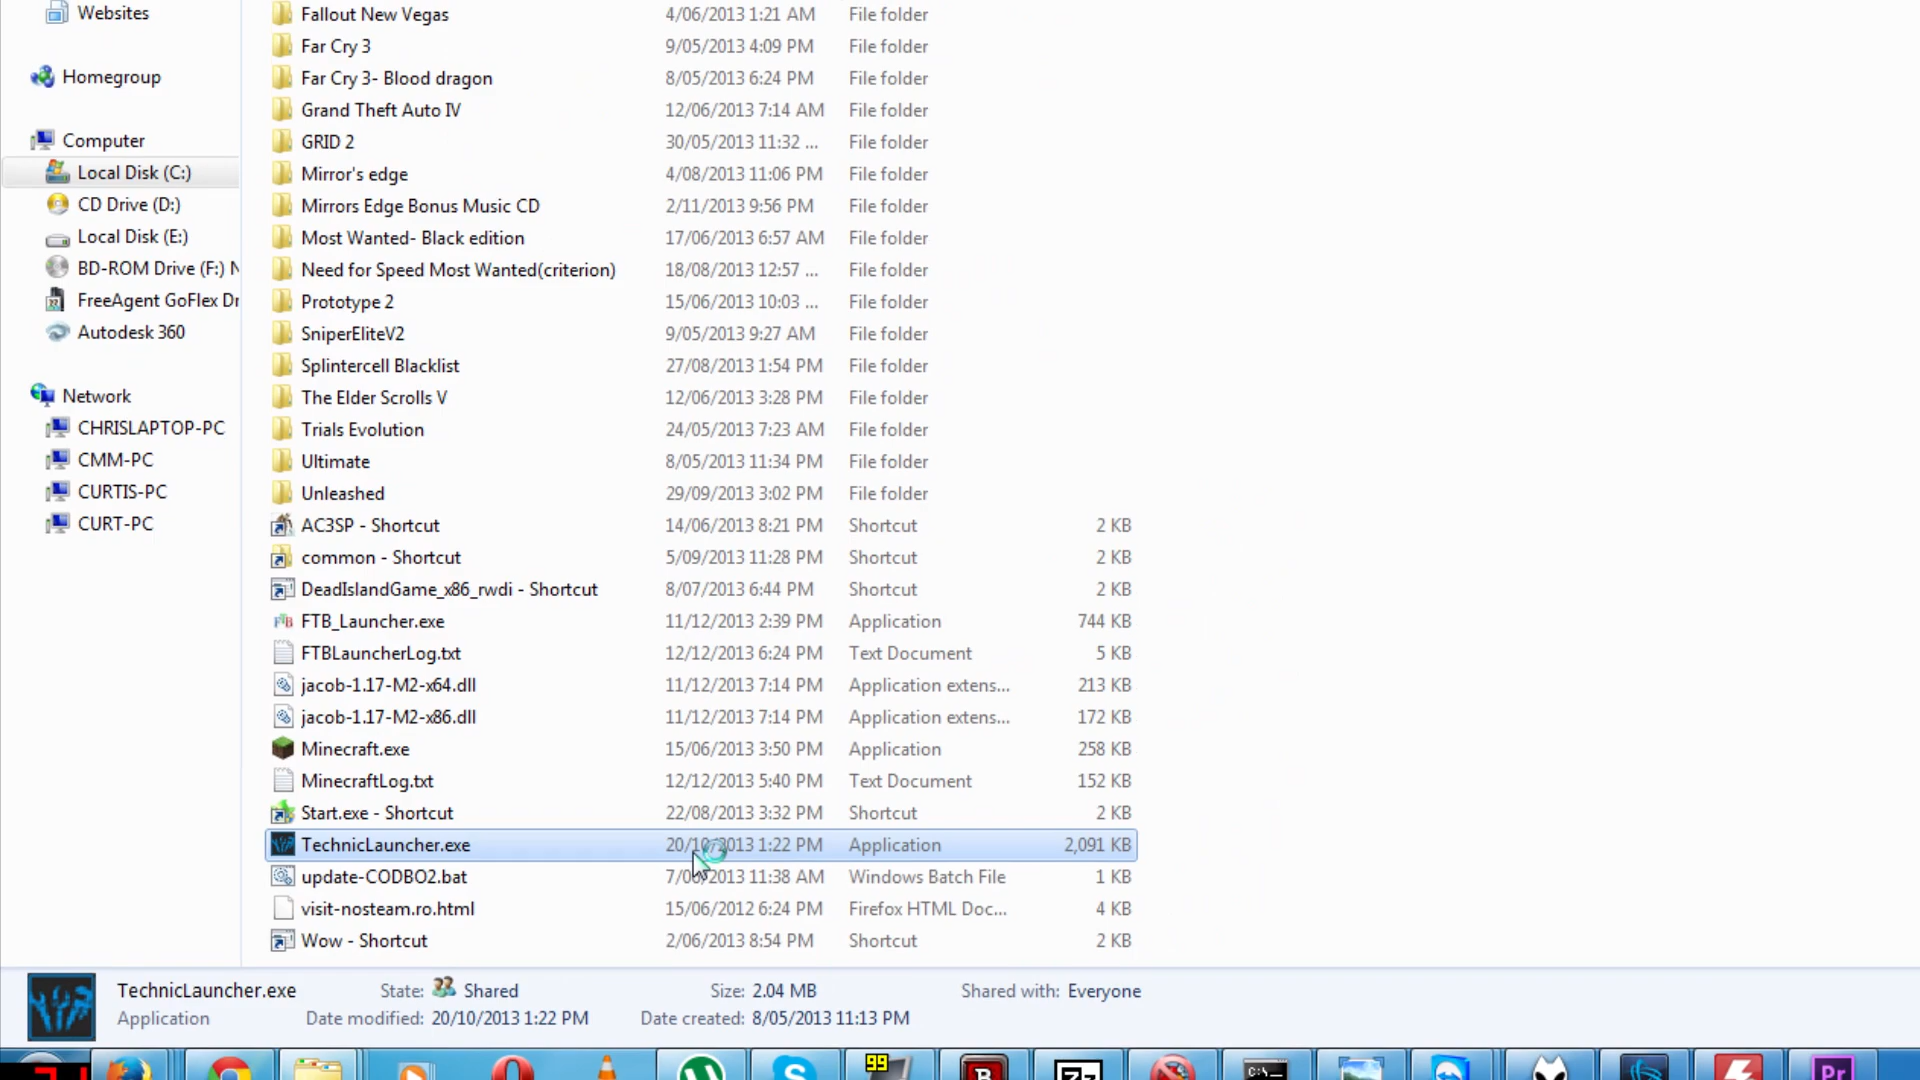 Websites
Homegroup
Computer
Local Disk (C:)
CD Drive (D:)
Local Disk (E:)
BD-ROM Drive (F:) N
FreeAgent GoFlex Dr
Autodesk 360
Network
CHRISLAPTOP-PC
CMM-PC
CURTIS-PC
CURT-PC
Fallout New Vegas 4/06/2013 1:21 AM File folder
Far Cry 3 9/05/2013 4:09 PM File folder
Far Cry 3- Blood dragon 8/05/2013 6:24 PM File folder
Grand Theft Auto IV 12/06/2013 7:14 AM File folder
GRID 2 30/05/2013 11:32 ... File folder
Mirror's edge 4/08/2013 11:06 PM File folder
Mirrors Edge Bonus Music CD 2/11/2013 9:56 PM File folder
Most Wanted- Black edition 17/06/2013 6:57 AM File folder
Need for Speed Most Wanted(criterion) 18/08/2013 12:57 ... File folder
Prototype 2 15/06/2013 10:03 ... File folder
SniperEliteV2 9/05/2013 9:27 AM File folder
Splintercell Blacklist 27/08/2013 1:54 PM File folder
The Elder Scrolls V 12/06/2013 3:28 PM File folder
Trials Evolution 24/05/2013 7:23 AM File folder
Ultimate 8/05/2013 11:34 PM File folder
Unleashed 29/09/2013 3:02 PM File folder
AC3SP - Shortcut 14/06/2013 8:21 PM Shortcut 2 KB
common - Shortcut 5/09/2013 11:28 PM Shortcut 2 KB
DeadIslandGame_x86_rwdi - Shortcut 8/07/2013 6:44 PM Shortcut 2 KB
FTB_Launcher.exe 11/12/2013 2:39 PM Application 744 KB
FTBLauncherLog.txt 12/12/2013 6:24 PM Text Document 5 KB
jacob-1.17-M2-x64.dll 11/12/2013 7:14 PM Application extens... 213 KB
jacob-1.17-M2-x86.dll 11/12/2013 7:14 PM Application extens... 172 KB
Minecraft.exe 15/06/2013 3:50 PM Application 258 KB
MinecraftLog.txt 12/12/2013 5:40 PM Text Document 152 KB
Start.exe - Shortcut 22/08/2013 3:32 PM Shortcut 2 KB
TechnicLauncher.exe 20/10/2013 1:22 PM Application 2,091 KB
update-CODBO2.bat 11:38 AM Windows Batch File 1 KB
visit-nosteam.ro.html 15/06/2012 6:24 PM Firefox HTML Doc... 4 KB
Wow - Shortcut 2/06/2013 8:54 PM Shortcut 2 KB
TechnicLauncher.exe State: Shared Size: 2.04 MB Shared with: Everyone
Application Date modified: 20/10/2013 1:22 PM Date created: 8/05/2013 11:13 PM
99
B
Zz
C:\
Pr